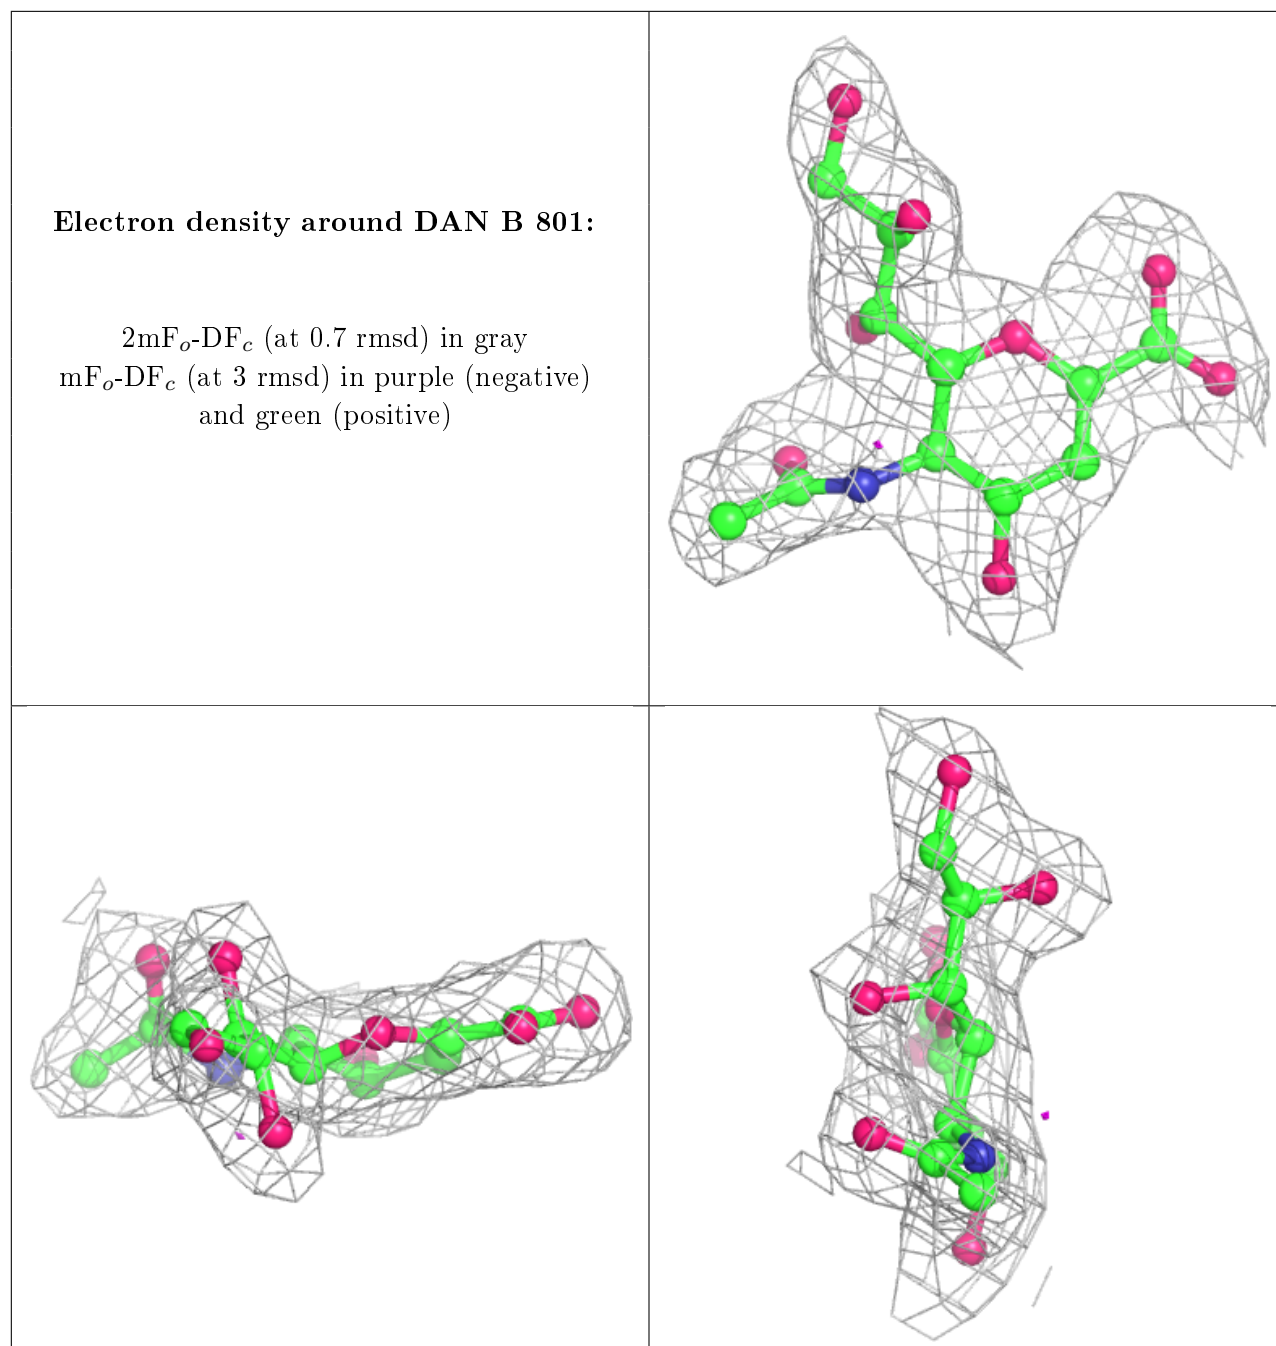 Electron density around DAN B 801:
2mFo-DFc (at 0.7 rmsd) in gray
mFo-DFc (at 3 rmsd) in purple (negative)
and green (positive)